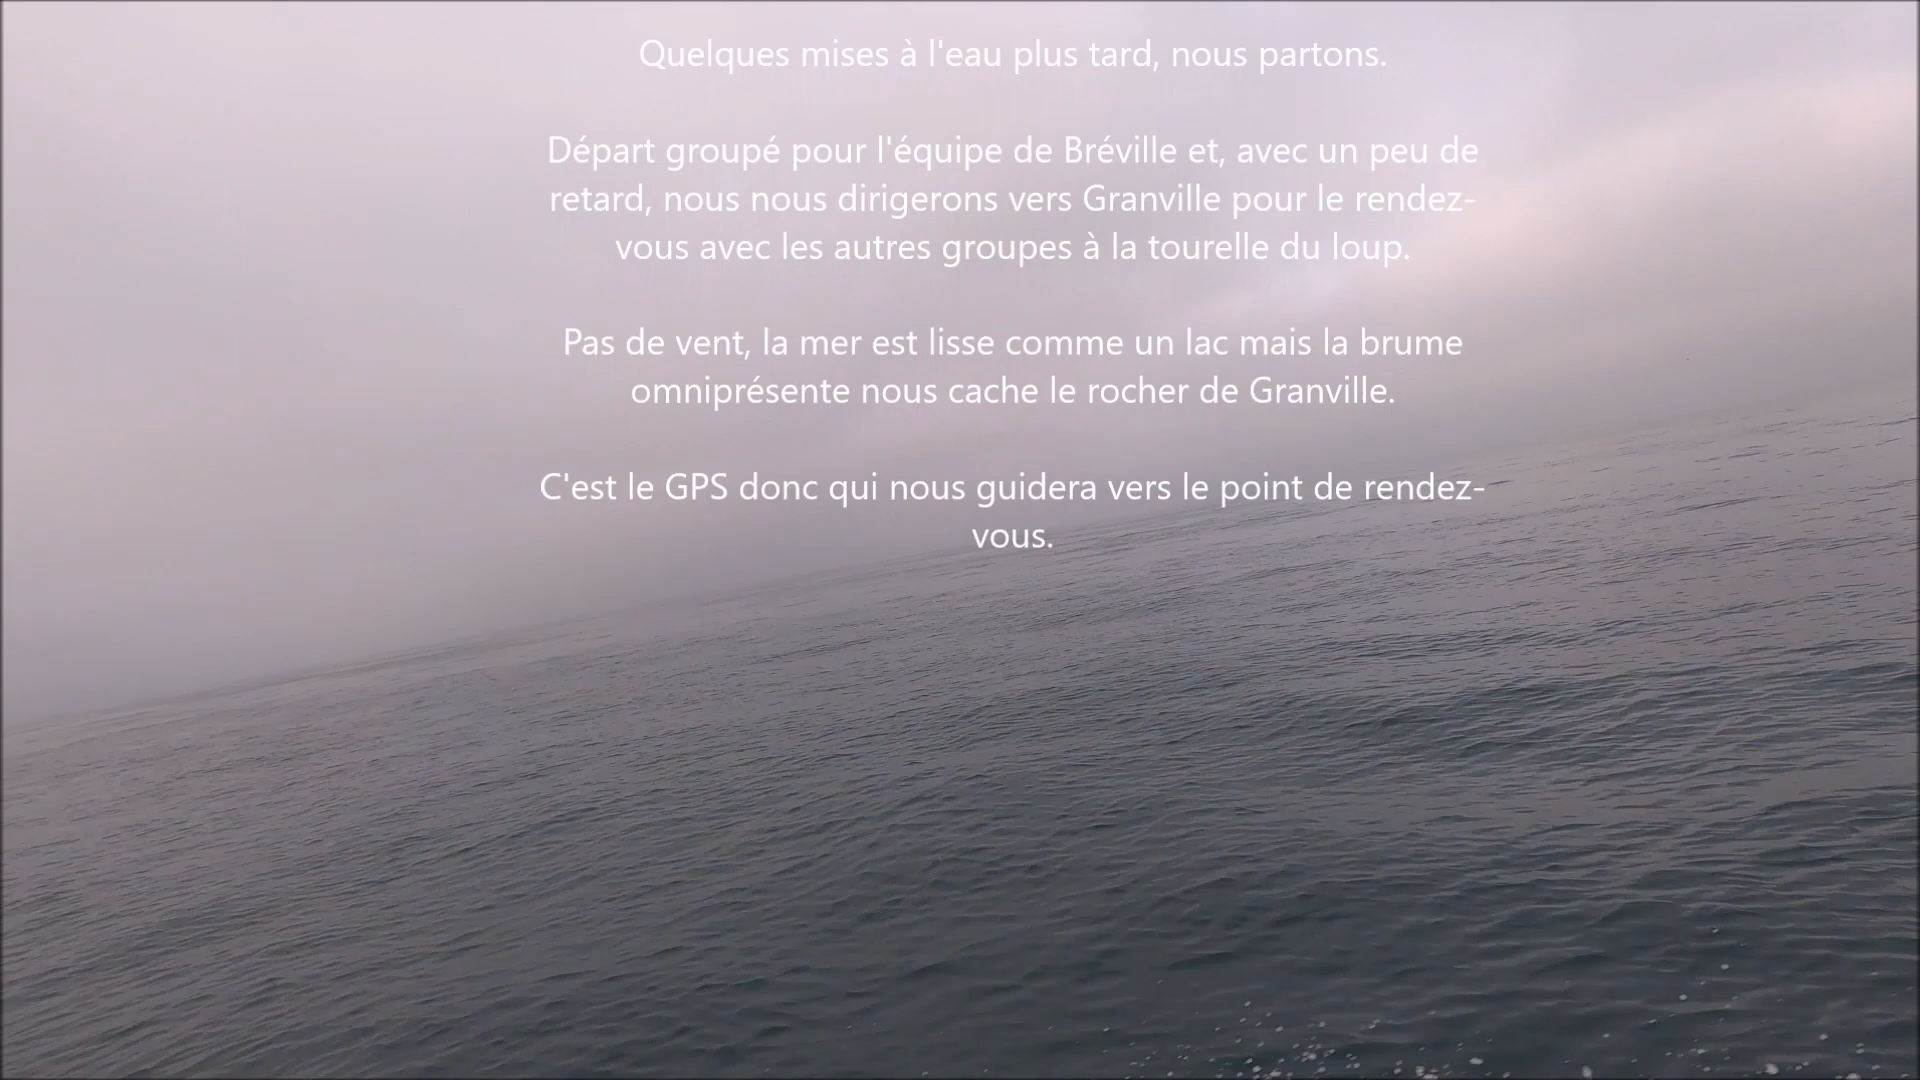 Quelques mises à l'eau plus tard, nous partons.
Départ groupé pour l'équipe de Bréville et, avec un peu de
retard, nous nous dirigerons vers Granville pour le rendez-
vous avec les autres groupes à la tourelle du loup.
Pas de vent, la mer est lisse comme un lac mais la brume
omniprésente nous cache le rocher de Granville.
C'est le GPS donc qui nous guidera vers le point de rendez-
vous.